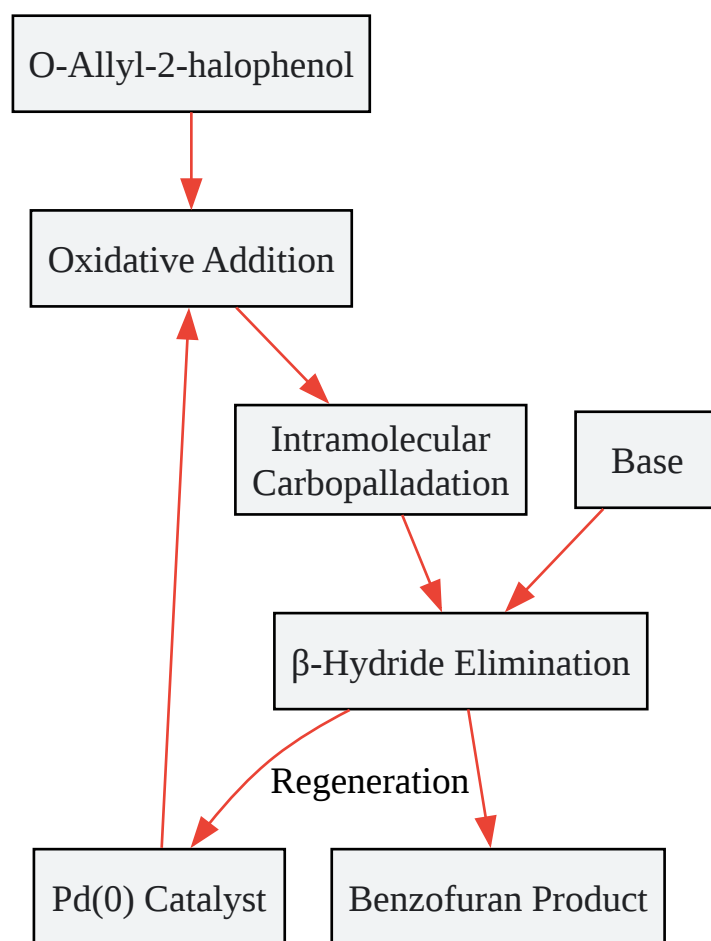 O-Allyl-2-halophenol
Oxidative Addition
Intramolecular
Carbopalladation
Base
β-Hydride Elimination
Regeneration
Pd(0) Catalyst
Benzofuran Product